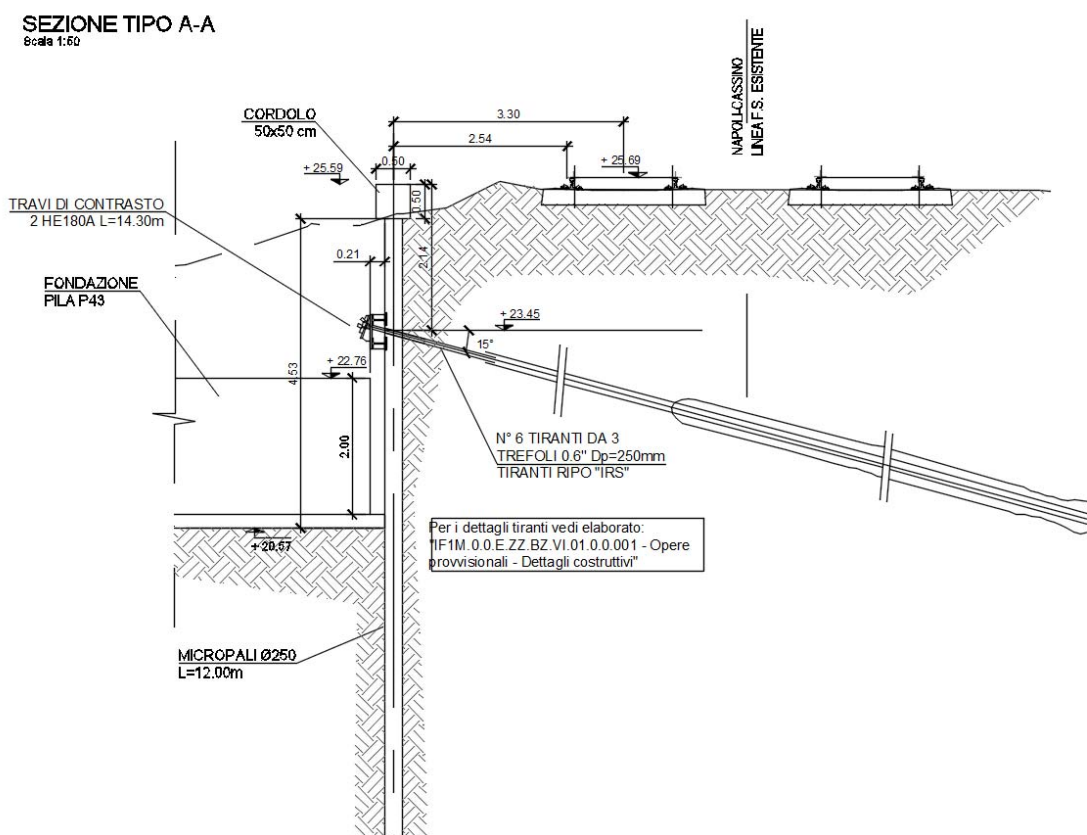 SEZIONE TIPO A-A
Scala 1:50
CORDOLO
50x50 cm
3.30
2.54
NAPOLI-CASSINO
LINEA F.S. ESISTENTE
+ 25.59
0.50
+ 25.69
0.50
TRAVI DI CONTRASTO
2 HE180A L=14.30m
0.21
2.14
FONDAZIONE
PILA P43
+ 23.45
15°
+ 22.76
4.53
2.00
N° 6 TIRANTI DA 3
TREFOLI 0.6" Dp=250mm
TIRANTI RIPO "IRS"
Per i dettagli tiranti vedi elaborato:
"IF1M.0.0.E.ZZ.BZ.VI.01.0.0.001 - Opere
provvisionali - Dettagli costruttivi"
+ 20.57
MICROPALI Ø250
L=12.00m